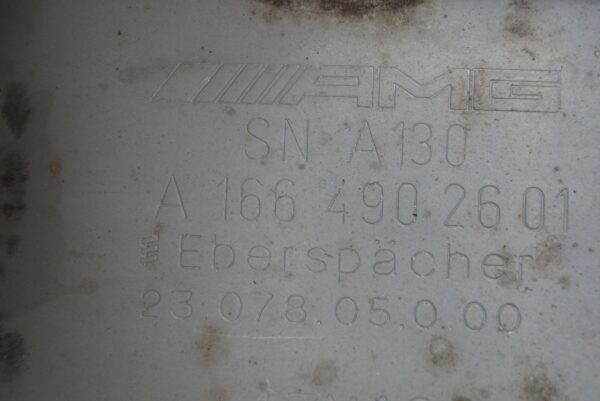 AMG
SN A130
A 166 490 26 01
Eberspächer
23.078.05.0.00